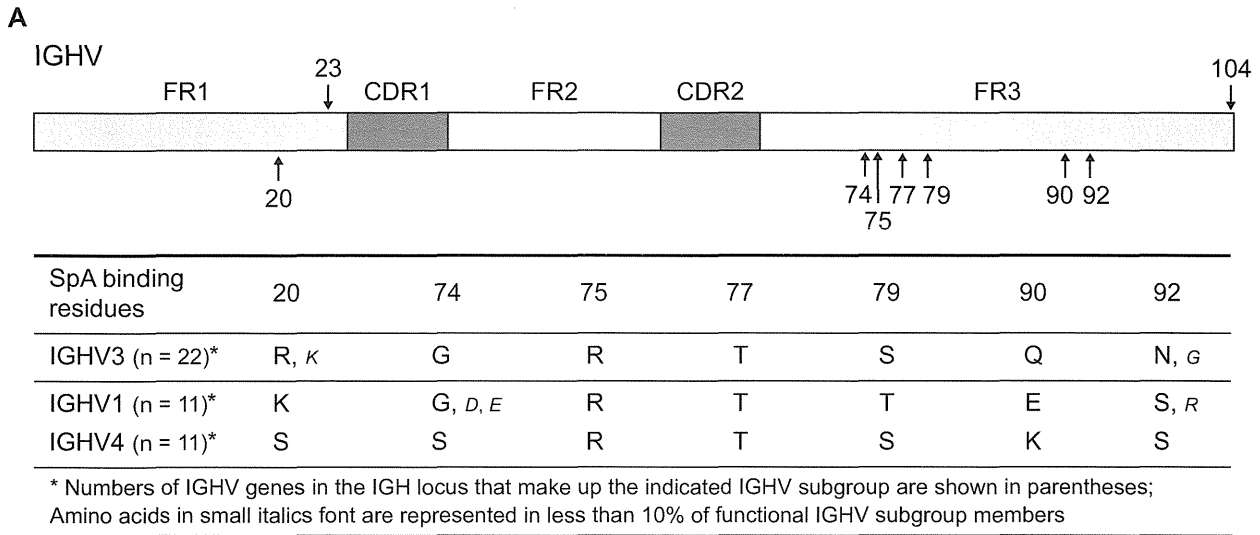 A
IGHV
23
104
FR1 CDR1 FR2 CDR2 FR3
20
74 77 79 90 92
75
SpA binding residues 20 74 75 77 79 90 92
IGHV3 (n = 22)* R, K G R T S Q N, G
IGHV1 (n = 11)* K G, D, E R T T E S, R
IGHV4 (n = 11)* S S R T S K S
* Numbers of IGHV genes in the IGH locus that make up the indicated IGHV subgroup are shown in parentheses;
Amino acids in small italics font are represented in less than 10% of functional IGHV subgroup members